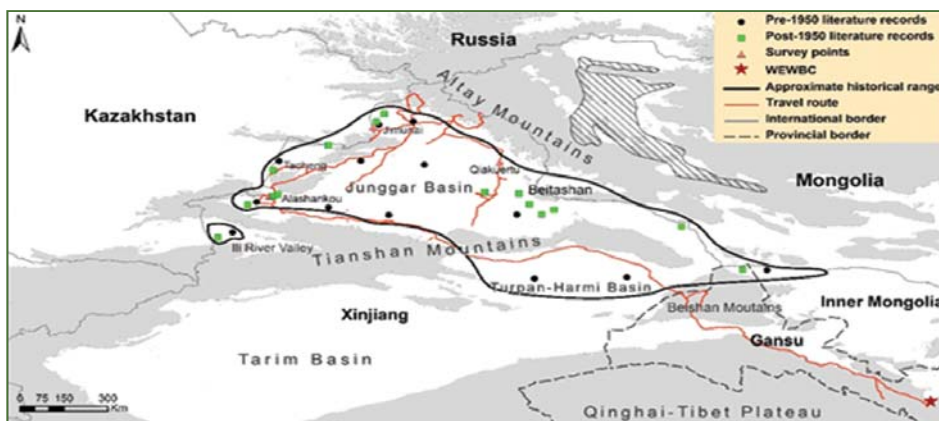 N
Russia
Kazakhstan
Altay Mountains
Mongolia
Jimunai
Tacheng
Qiakuertu
Junggar Basin
Beitashan
Alashankou
Ili River Valley
Tianshan Mountains
Turpan-Harmi Basin
Beishan Moutains
Inner Mongolia
Xinjiang
Gansu
Tarim Basin
Qinghai-Tibet Plateau
0 75 150 300
Km
Pre-1950 literature records
Post-1950 literature records
Survey points
WEWBC
Approximate historical range
Travel route
International border
Provincial border